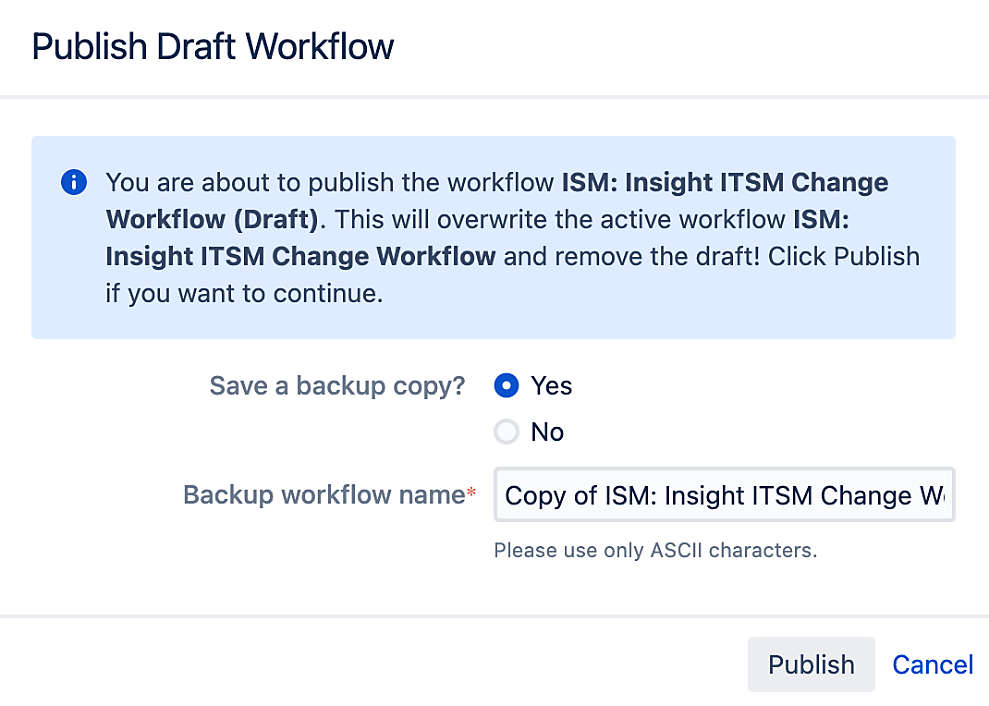 Publish Draft Workflow
You are about to publish the workflow ISM: Insight ITSM Change
Workflow (Draft). This will overwrite the active workflow ISM:
Insight ITSM Change Workflow and remove the draft! Click Publish
if you want to continue.
Save a backup copy? Yes
No
Backup workflow name* Copy of ISM: Insight ITSM Change W
Please use only ASCII characters.
Publish Cancel